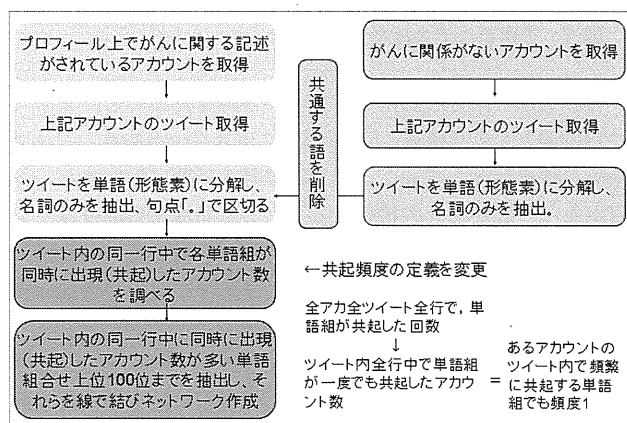 プロフィール上でがんに関する記述
がされているアカウントを取得
上記アカウントのツイート取得
ツイートを単語(形態素)に分解し、
名詞のみを抽出、句点「。」で区切る
ツイート内の同一行中で各単語組が
同時に出現(共起)したアカウント数
を調べる
ツイート内の同一行中に同時に出現
(共起)したアカウント数が多い単語
組合せ上位100位までを抽出し、そ
れらを線で結びネットワーク作成
共通する語を削除
がんに関係がないアカウントを取得
上記アカウントのツイート取得
ツイートを単語(形態素)に分解し、
名詞のみを抽出。
←共起頻度の定義を変更
全アカ全ツイート全行で,単
語組が共起した回数
↓
ツイート内全行中で単語組
が一度でも共起したアカウ
ント数
=
あるアカウントの
ツイート内で頻繁
に共起する単語
組でも頻度1